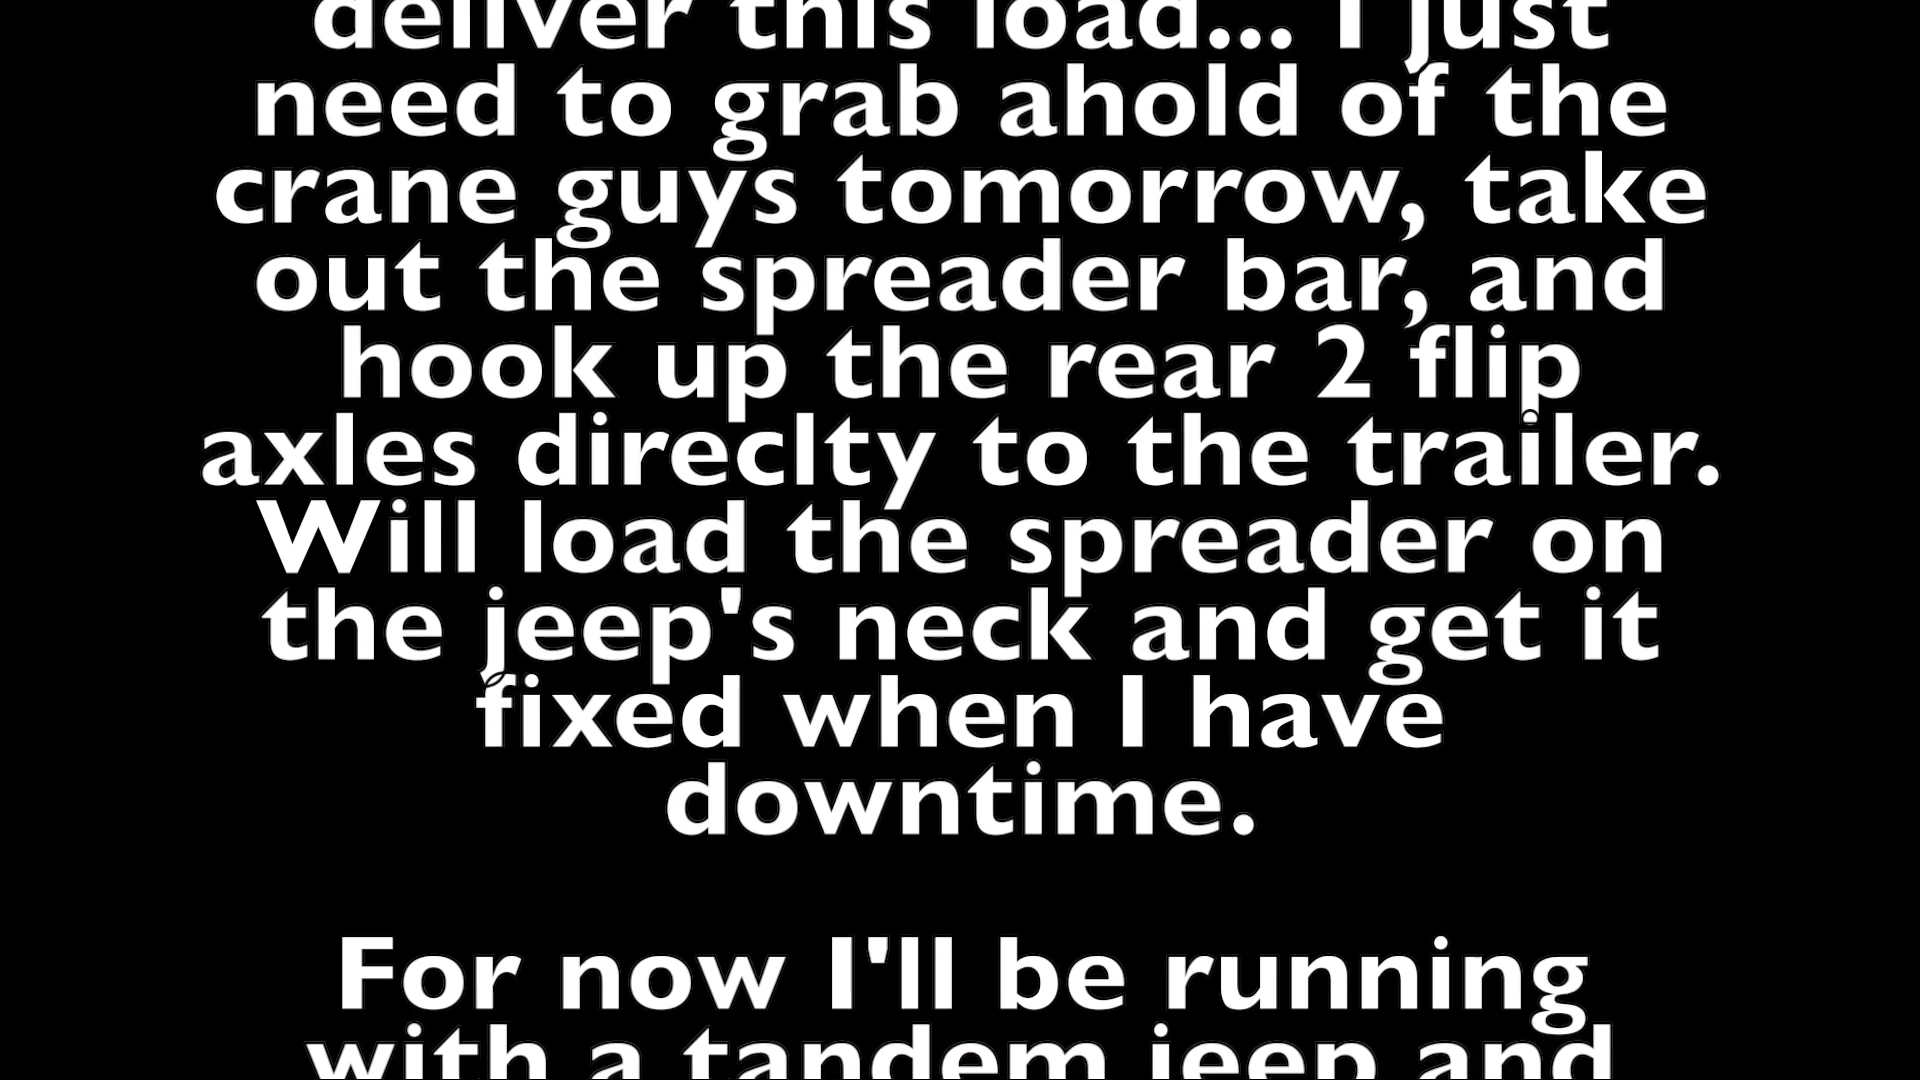 deliver this load... I just
need to grab ahold of the
crane guys tomorrow, take
out the spreader bar, and
hook up the rear 2 flip
axles direclty to the trailer.
Will load the spreader on
the jeep's neck and get it
fixed when I have
downtime.
For now I'll be running
with a tandem jeep and